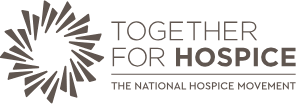 TOGETHER
FOR HOSPICE
THE NATIONAL HOSPICE MOVEMENT